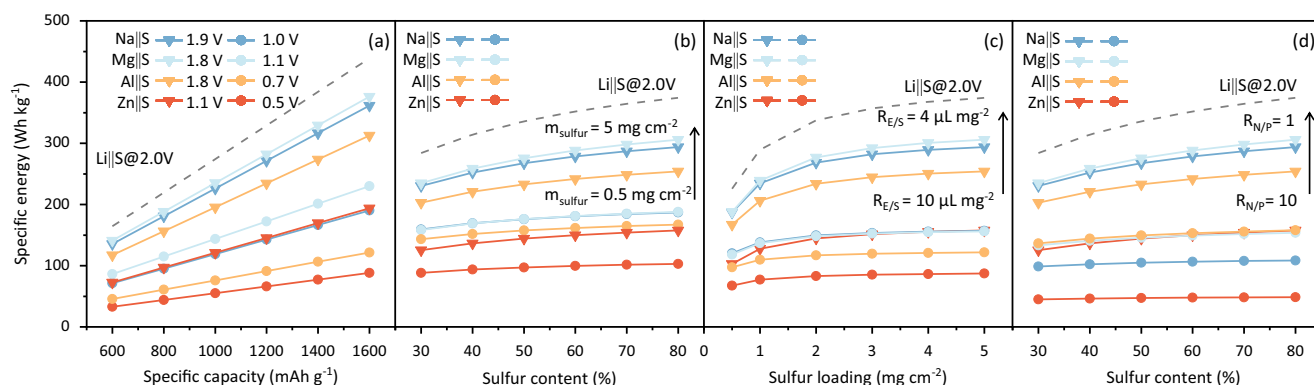 Specific energy (Wh kg⁻¹)
500
400
300
200
100
0
Na||S 1.9 V 1.0 V
Mg||S 1.8 V 1.1 V
Al||S 1.8 V 0.7 V
Zn||S 1.1 V 0.5 V
(a)
Li||S@2.0V
600 800 1000 1200 1400 1600
Specific capacity (mAh g⁻¹)
Na||S
Mg||S
Al||S
Zn||S
(b)
Li||S@2.0V
m_sulfur = 5 mg cm⁻²
m_sulfur = 0.5 mg cm⁻²
30 40 50 60 70 80
Sulfur content (%)
Na||S
Mg||S
Al||S
Zn||S
(c)
Li||S@2.0V
R_E/S = 4 µL mg⁻²
R_E/S = 10 µL mg⁻²
0 1 2 3 4 5
Sulfur loading (mg cm⁻²)
Na||S
Mg||S
Al||S
Zn||S
(d)
Li||S@2.0V
R_N/P = 1
R_N/P = 10
30 40 50 60 70 80
Sulfur content (%)